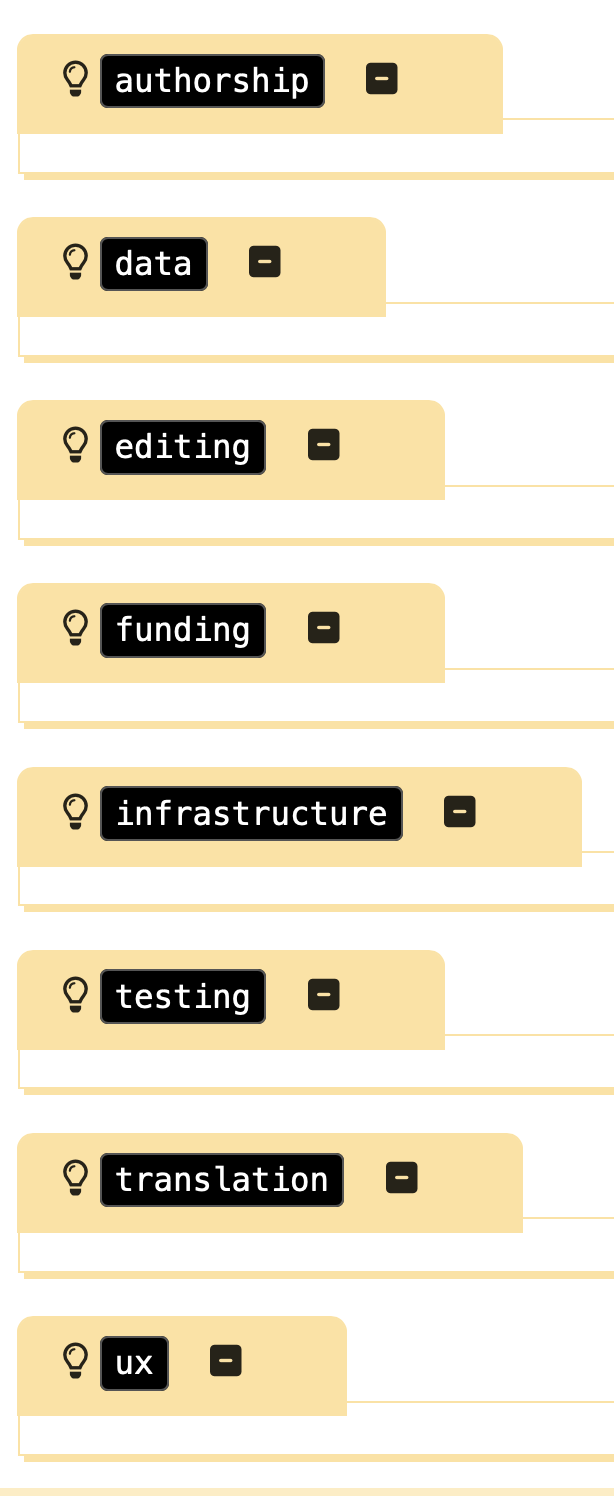 authorship
data
editing
funding
infrastructure
testing
translation
ux